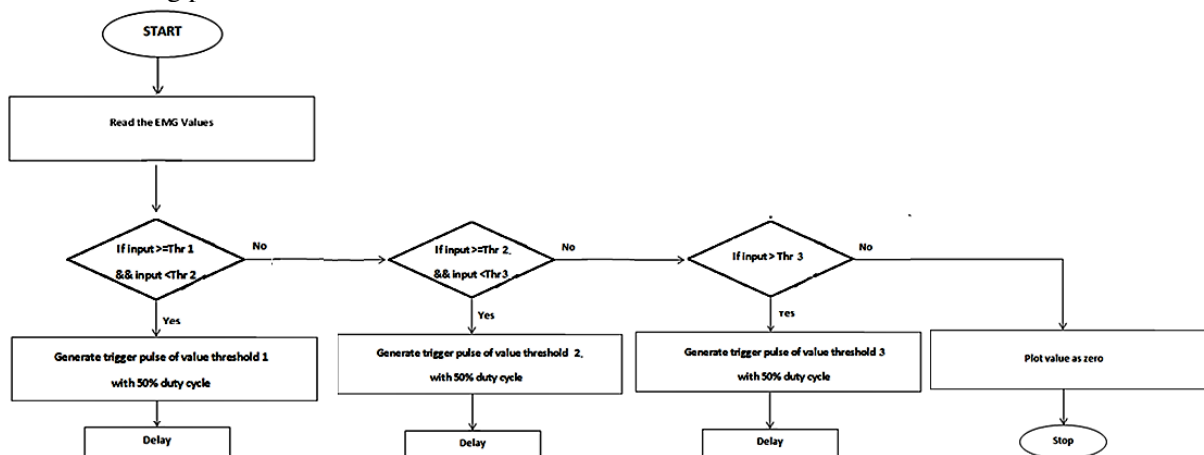 START
Read the EMG Values
If input >=Thr 1
&& input <Thr 2
No
If input >=Thr 2.
&& input <Thr3
No
If input > Thr 3
No
Yes
Yes
Yes
Generate trigger pulse of value threshold 1
with 50% duty cycle
Generate trigger pulse of value threshold 2.
with 50% duty cycle
Generate trigger pulse of value threshold 3
with 50% duty cycle
Plot value as zero
Delay
Delay
Delay
Stop